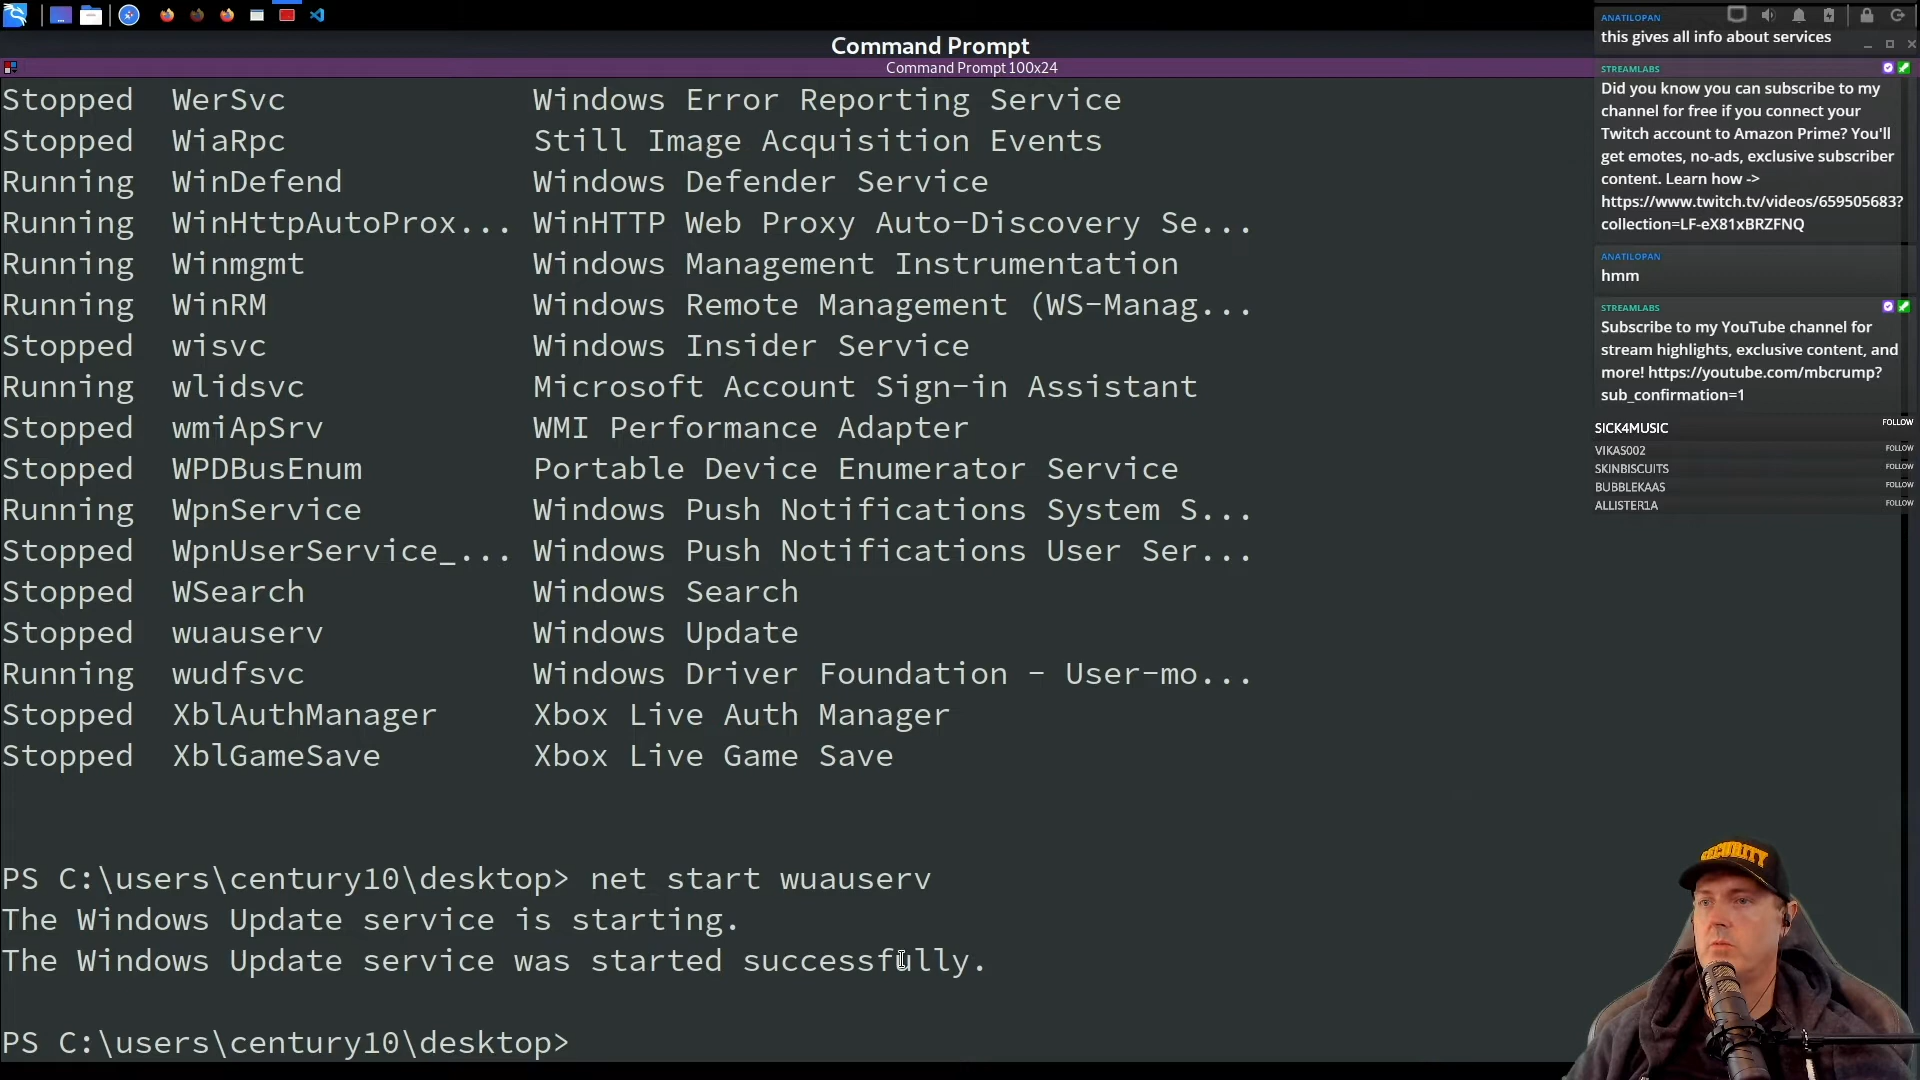 Command Prompt
Command Prompt 100x24
Stopped WerSvc Windows Error Reporting Service
Stopped WiaRpc Still Image Acquisition Events
Running WinDefend Windows Defender Service
Running WinHttpAutoProx... WinHTTP Web Proxy Auto-Discovery Se...
Running Winmgmt Windows Management Instrumentation
Running WinRM Windows Remote Management (WS-Manag...
Stopped wisvc Windows Insider Service
Running wlidsvc Microsoft Account Sign-in Assistant
Stopped wmiApSrv WMI Performance Adapter
Stopped WPDBusEnum Portable Device Enumerator Service
Running WpnService Windows Push Notifications System S...
Stopped WpnUserService_... Windows Push Notifications User Ser...
Stopped WSearch Windows Search
Stopped wuauserv Windows Update
Running wudfsvc Windows Driver Foundation - User-mo...
Stopped XblAuthManager Xbox Live Auth Manager
Stopped XblGameSave Xbox Live Game Save
PS C:\users\century10\desktop> net start wuauserv
The Windows Update service is starting.
The Windows Update service was started successfully.
PS C:\users\century10\desktop>
ANATILOPAN
this gives all info about services
STREAMLABS
Did you know you can subscribe to my
channel for free if you connect your
Twitch account to Amazon Prime? You'll
get emotes, no-ads, exclusive subscriber
content. Learn how ->
https://www.twitch.tv/videos/659505683?
collection=LF-eX81xBRZFNQ
ANATILOPAN
hmm
STREAMLABS
Subscribe to my YouTube channel for
stream highlights, exclusive content, and
more! https://youtube.com/mbcrump?
sub_confirmation=1
SICK4MUSIC FOLLOW
VIKAS002 FOLLOW
SKINBISCUITS FOLLOW
BUBBLEKAAS FOLLOW
ALLISTER1A FOLLOW
SECURITY